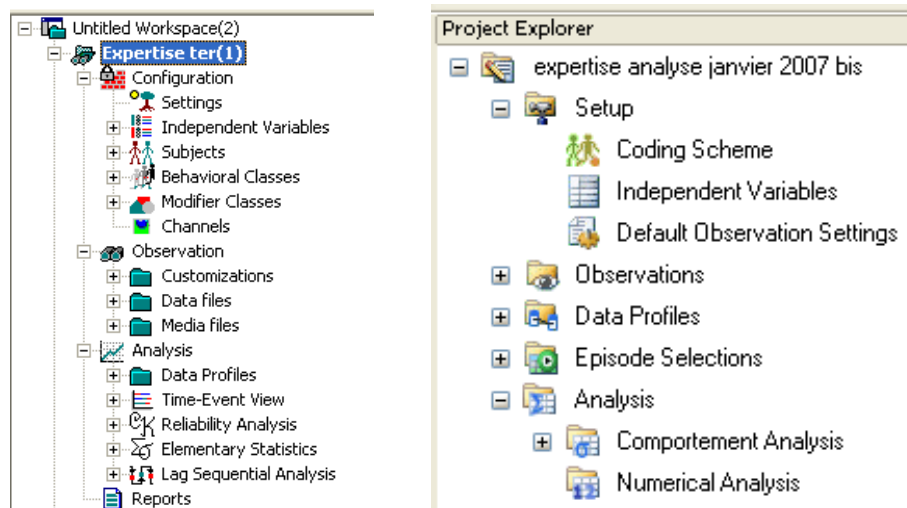 Untitled Workspace(2)
Expertise ter(1)
Configuration
Settings
Independent Variables
Subjects
Behavioral Classes
Modifier Classes
Channels
Observation
Customizations
Data files
Media files
Analysis
Data Profiles
Time-Event View
Reliability Analysis
Elementary Statistics
Lag Sequential Analysis
Reports
Project Explorer
expertise analyse janvier 2007 bis
Setup
Coding Scheme
Independent Variables
Default Observation Settings
Observations
Data Profiles
Episode Selections
Analysis
Comportement Analysis
Numerical Analysis